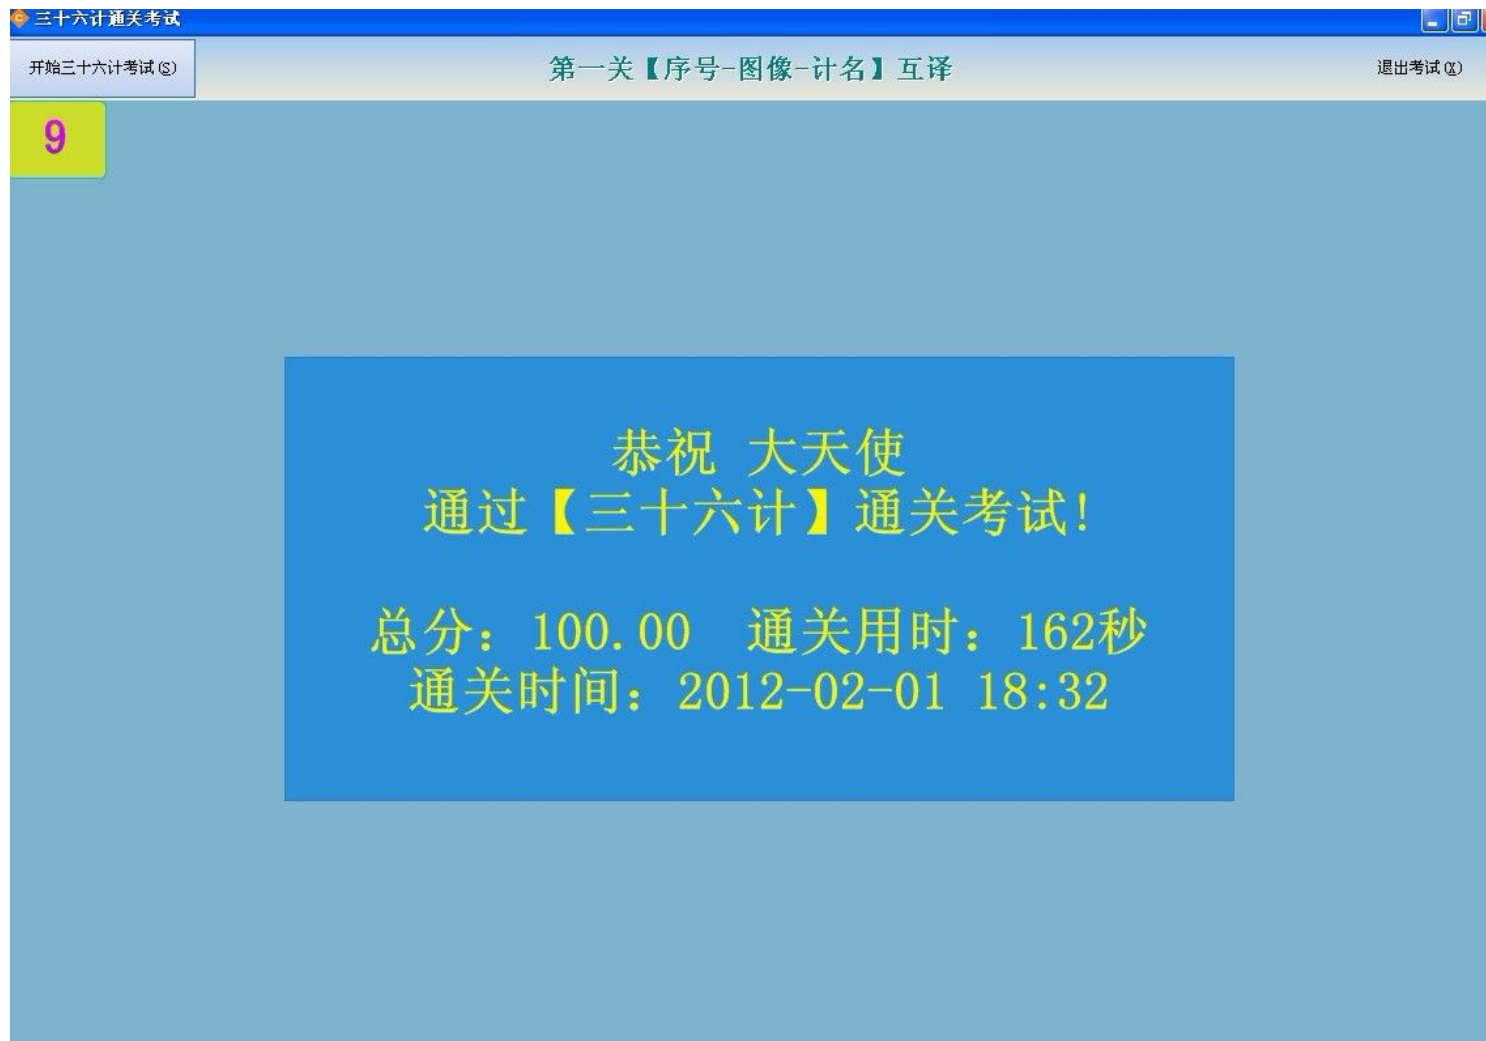 三十六计通关考试
开始三十六计考试(S)
第一关【序号-图像-计名】互译
退出考试(X)
9
恭祝 大天使
通过【三十六计】通关考试!
总分: 100.00 通关用时: 162秒
通关时间: 2012-02-01 18:32